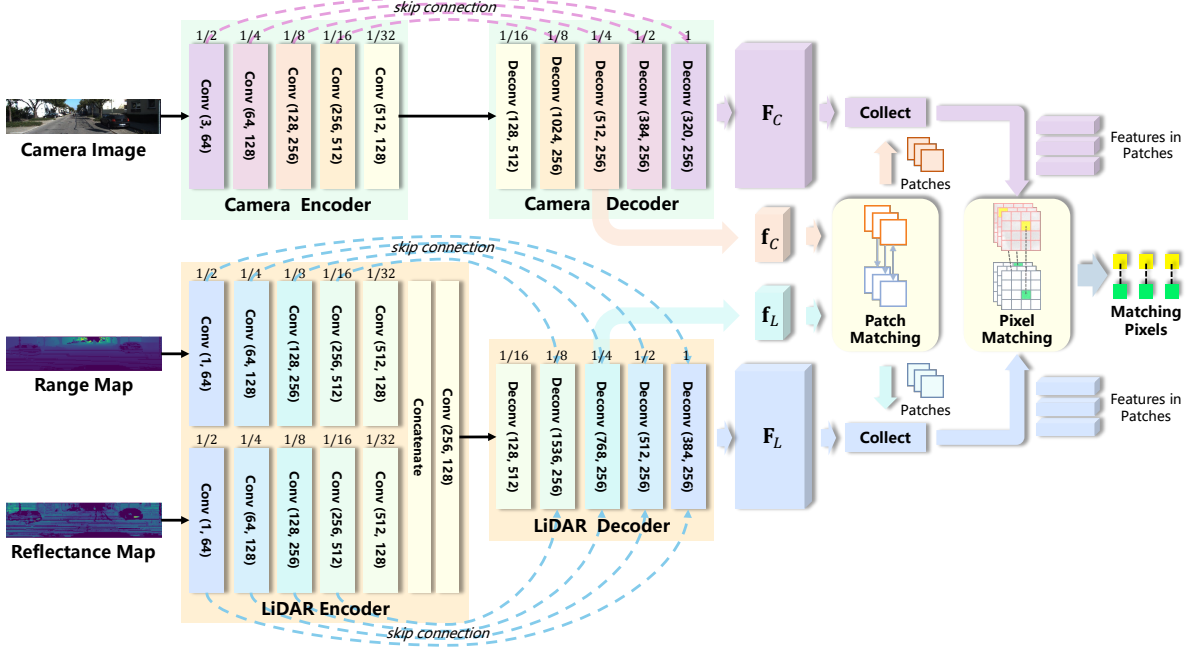 skip connection
1/2 1/4 1/8 1/16 1/32
1/16 1/8 1/4 1/2 1
Conv (3, 64)
Conv (64, 128)
Conv (128, 256)
Conv (256, 512)
Conv (512, 128)
Deconv (128, 512)
Deconv (1024, 256)
Deconv (512, 256)
Deconv (384, 256)
Deconv (320, 256)
F_C
Collect
Features in
Patches
Camera Image
Camera Encoder
Camera Decoder
Patches
skip connection
f_C
1/2 1/4 1/8 1/16 1/32
Conv (1, 64)
Conv (64, 128)
Conv (128, 256)
Conv (256, 512)
Conv (512, 128)
Range Map
f_L
Patch
Matching
Pixel
Matching
Matching
Pixels
1/2 1/4 1/8 1/16 1/32
Conv (1, 64)
Conv (64, 128)
Conv (128, 256)
Conv (256, 512)
Conv (512, 128)
Concatenate
Conv (256, 128)
1/16 1/8 1/4 1/2 1
Deconv (128, 512)
Deconv (1536, 256)
Deconv (768, 256)
Deconv (512, 256)
Deconv (384, 256)
F_L
Patches
Collect
Features in
Patches
Reflectance Map
LiDAR Encoder
LiDAR Decoder
skip connection